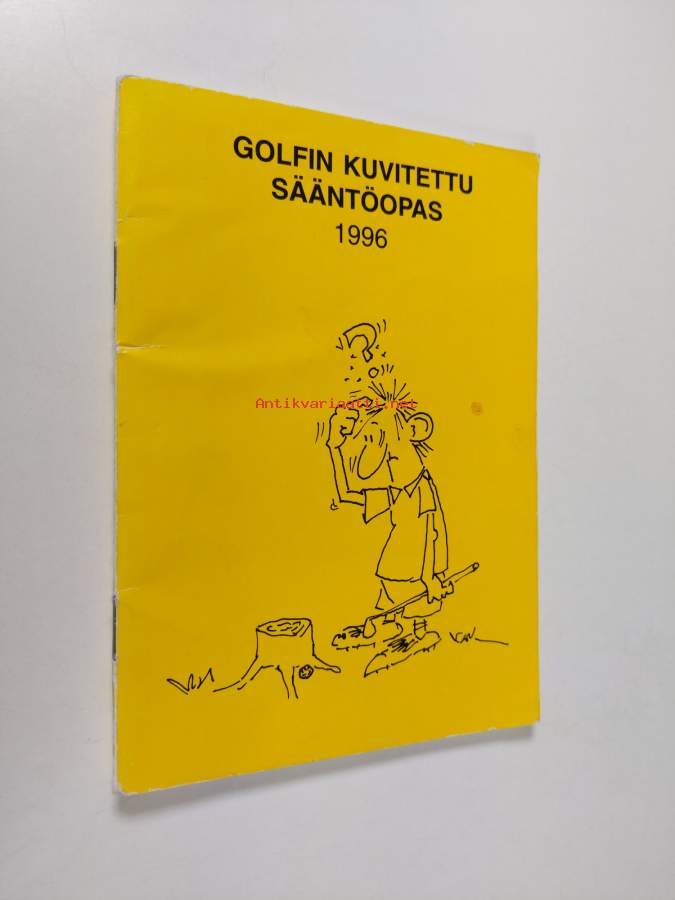 GOLFIN KUVITETTU
SÄÄNTÖOPAS
1996
?
Antikvariaatti.net